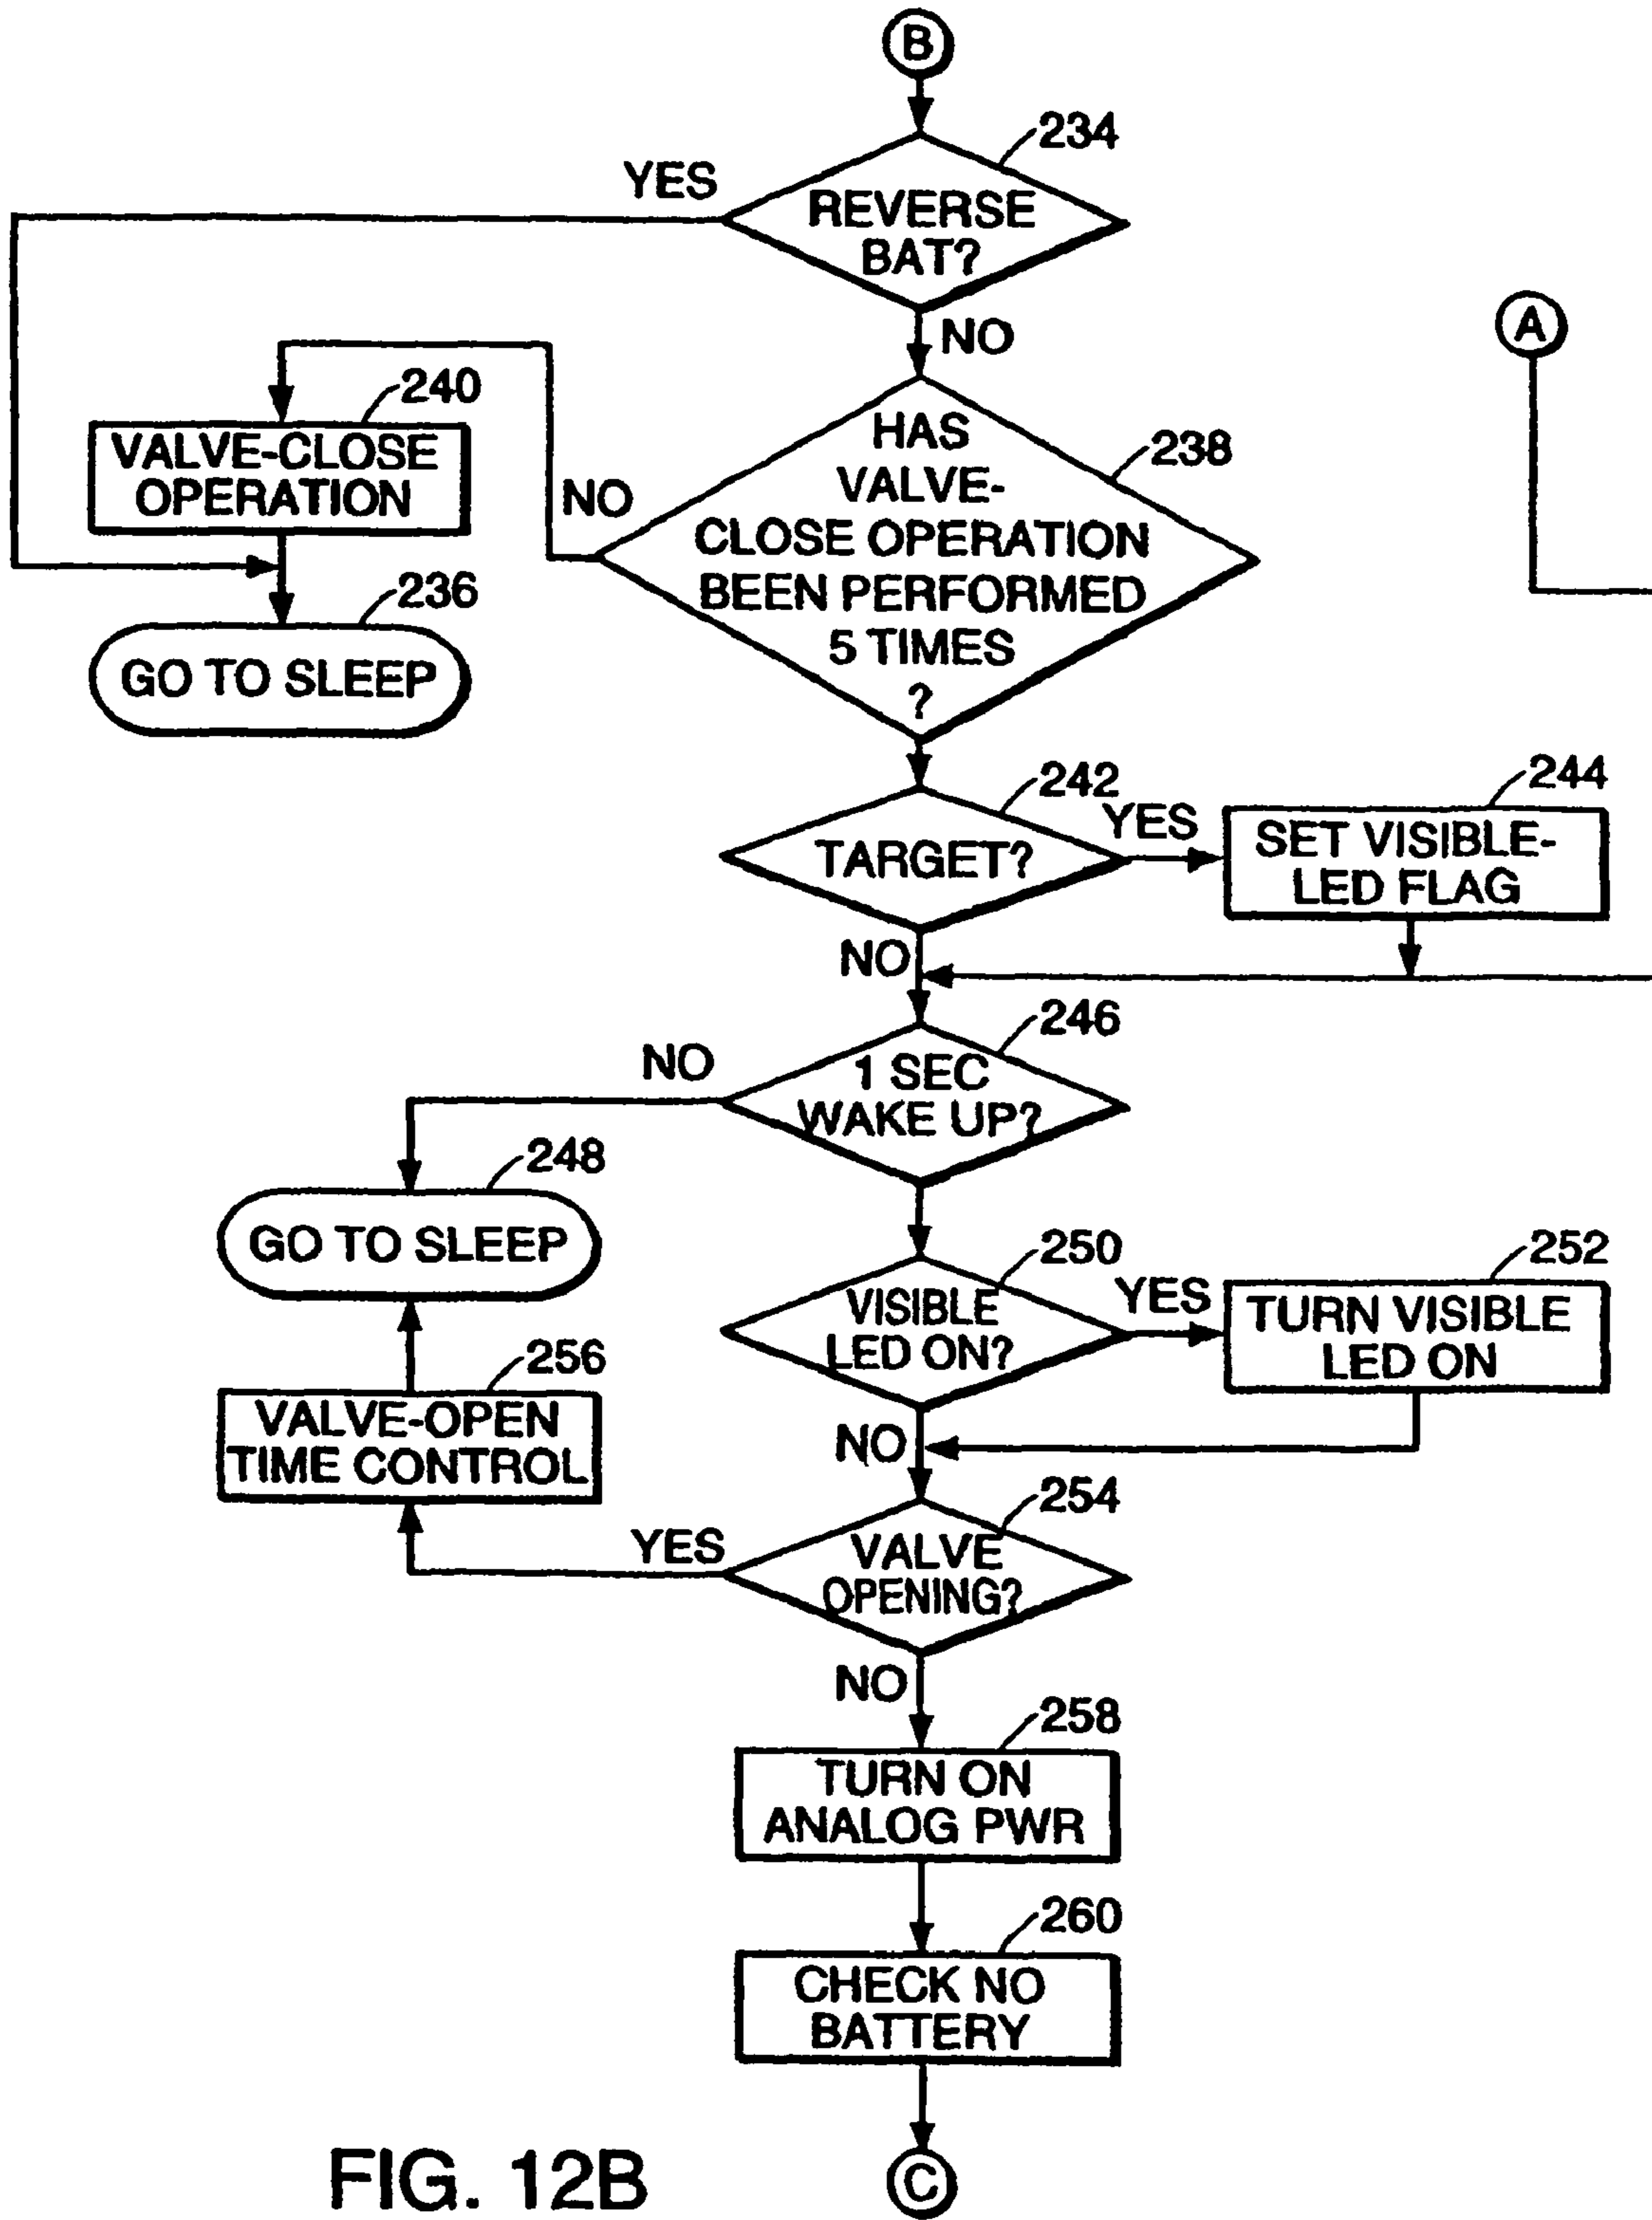 B
234
YES
REVERSE
BAT?
NO
A
240
VALVE-CLOSE
OPERATION
238
HAS
VALVE-
CLOSE OPERATION
BEEN PERFORMED
5 TIMES
?
NO
236
GO TO SLEEP
242
TARGET?
YES
244
SET VISIBLE-
LED FLAG
NO
246
1 SEC
WAKE UP?
NO
248
GO TO SLEEP
250
VISIBLE
LED ON?
YES
252
TURN VISIBLE
LED ON
256
VALVE-OPEN
TIME CONTROL
NO
254
VALVE
OPENING?
YES
NO
258
TURN ON
ANALOG PWR
260
CHECK NO
BATTERY
FIG. 12B
C